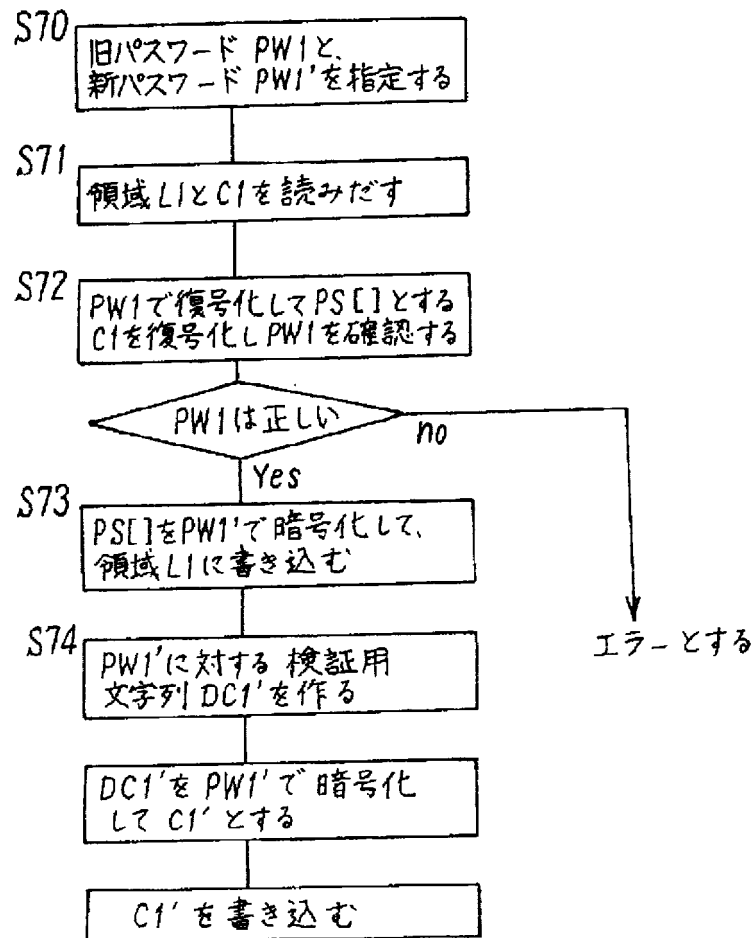 S70
旧パスワード PW1と、
新パスワード PW1'を指定する
S71
領域L1とC1を読みだす
S72
PW1で復号化してPS[]とする
C1を復号化しPW1を確認する
PW1は正しい
no
Yes
S73
PS[]をPW1'で暗号化して、
領域L1に書き込む
エラーとする
S74
PW1'に対する 検証用
文字列DC1'を作る
DC1'をPW1'で暗号化
して C1'とする
C1'を書き込む